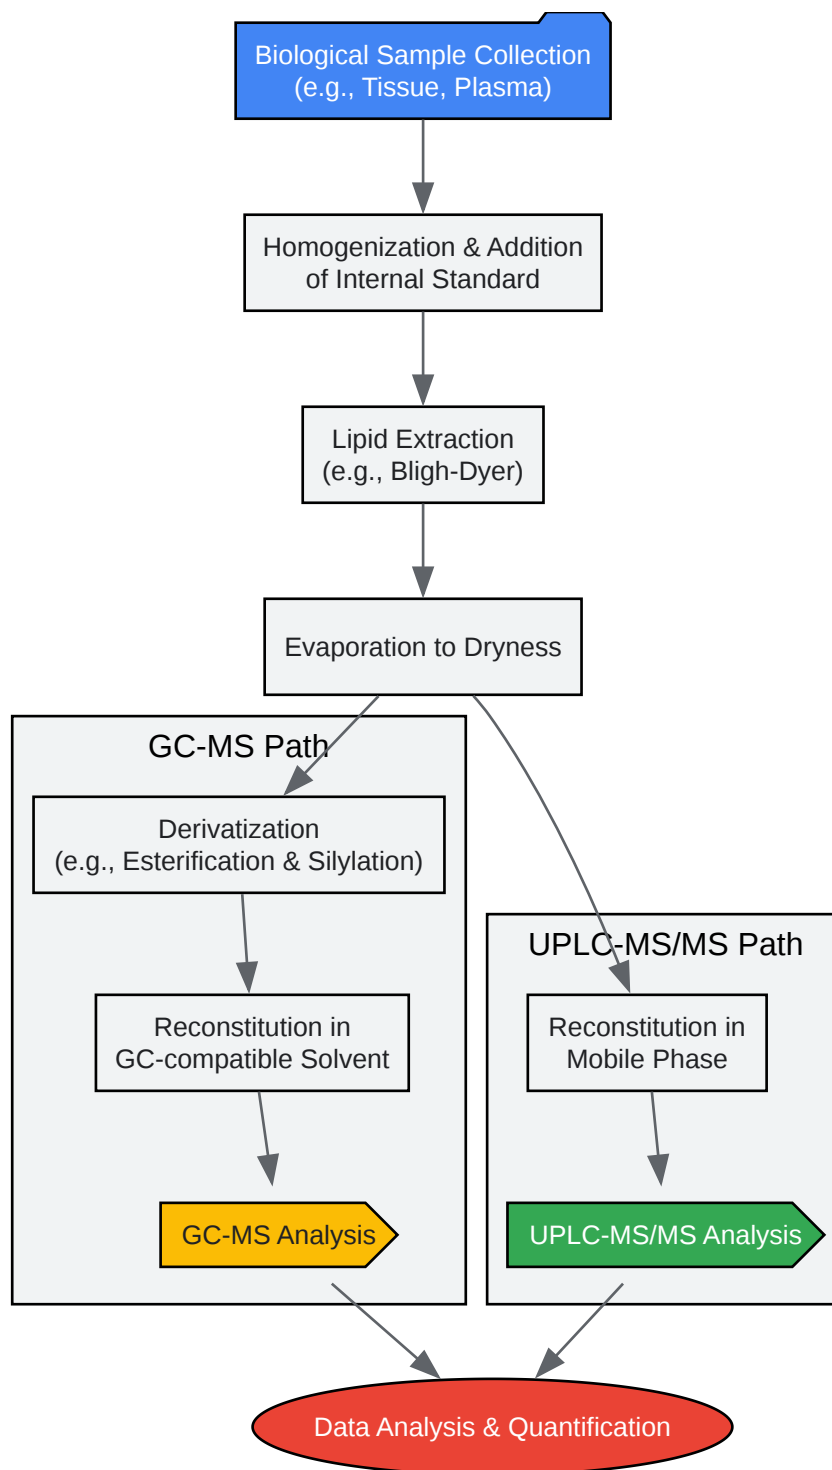 Biological Sample Collection
(e.g., Tissue, Plasma)
Homogenization & Addition
of Internal Standard
Lipid Extraction
(e.g., Bligh-Dyer)
Evaporation to Dryness
GC-MS Path
Derivatization
(e.g., Esterification & Silylation)
Reconstitution in
GC-compatible Solvent
GC-MS Analysis
UPLC-MS/MS Path
Reconstitution in
Mobile Phase
UPLC-MS/MS Analysis
Data Analysis & Quantification